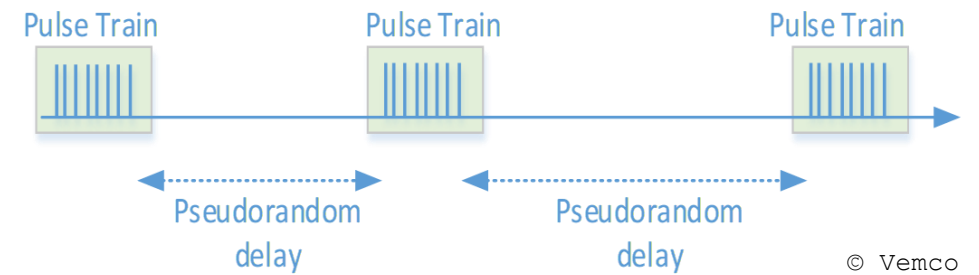 Pulse Train
Pulse Train
Pulse Train
Pseudorandom
delay
Pseudorandom
delay
© Vemco